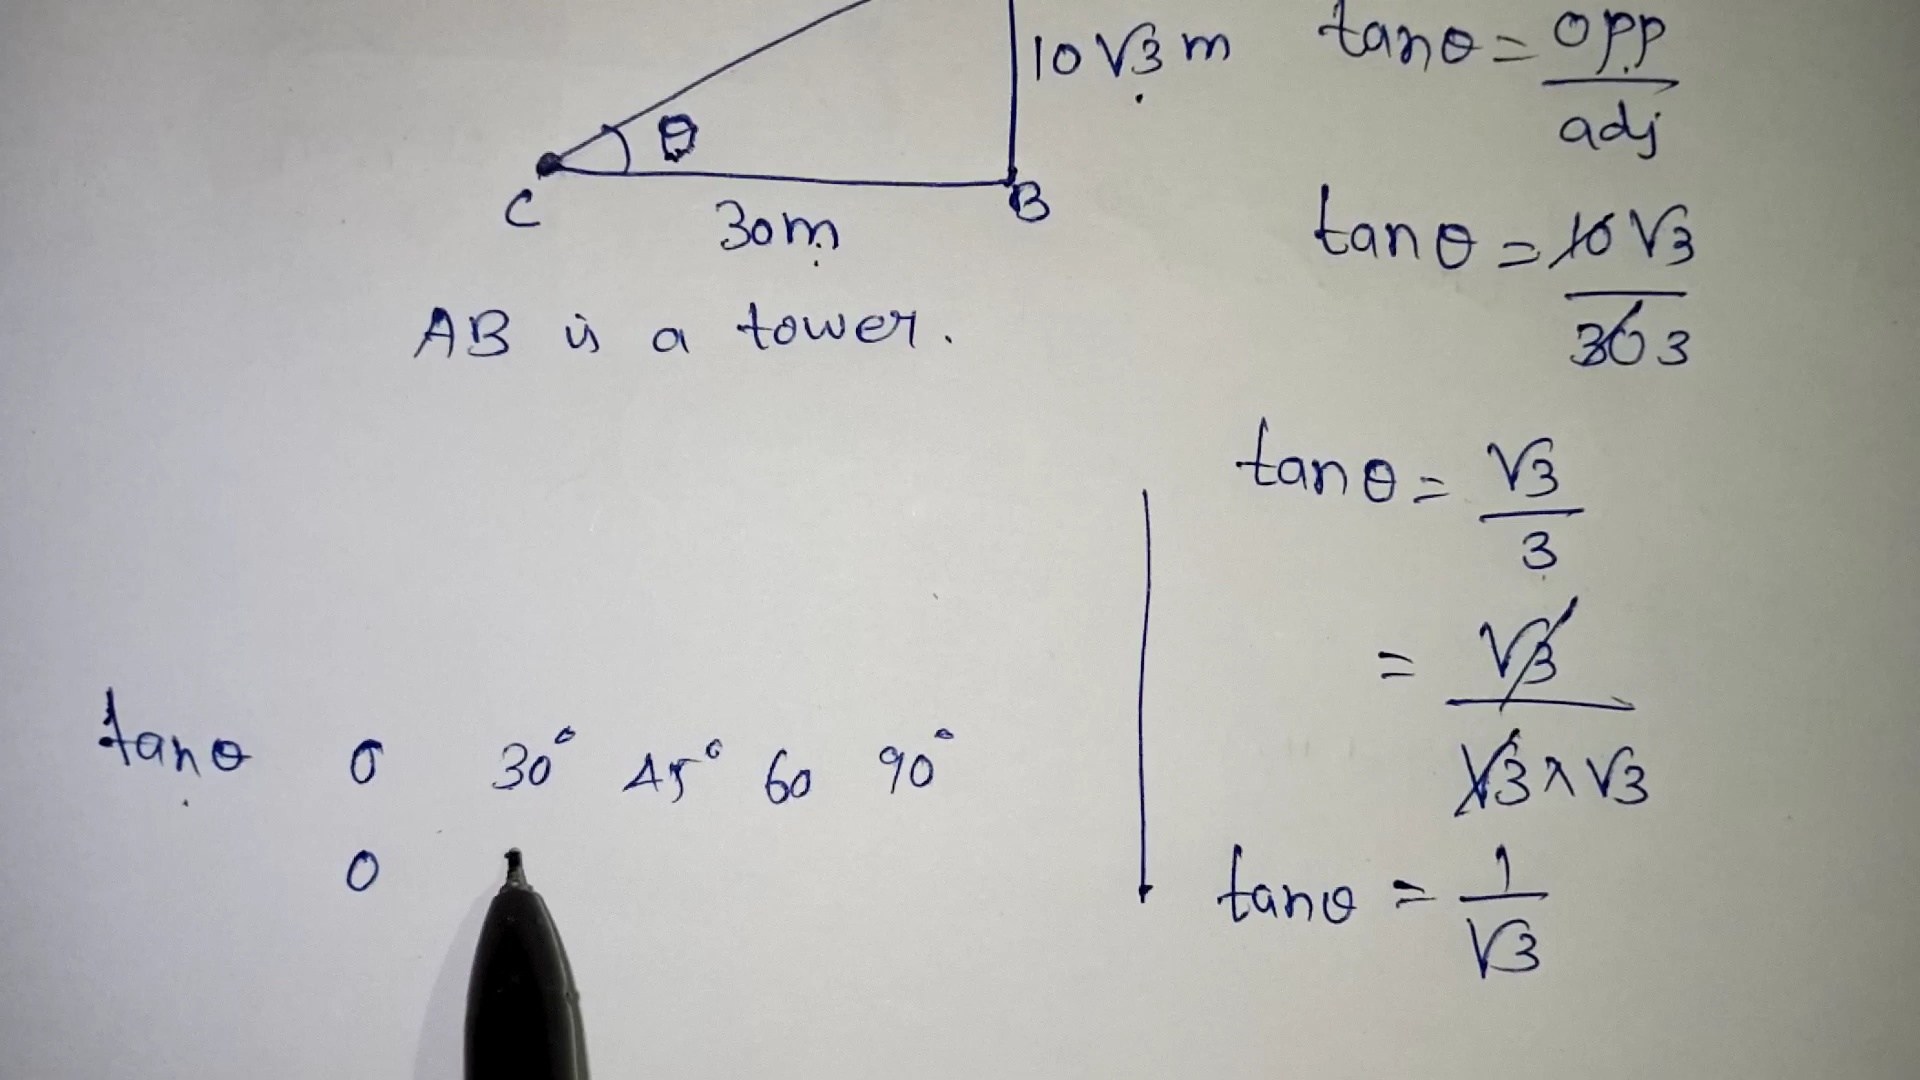 10 √3 m
θ
C
B
30m
AB is a tower.
tanθ = opp
adj
tanθ = 10 √3
30 3
tanθ = √3
3
= √3
√3 × √3
tanθ = 1
√3
tanθ 0 30° 45° 60 90°
0